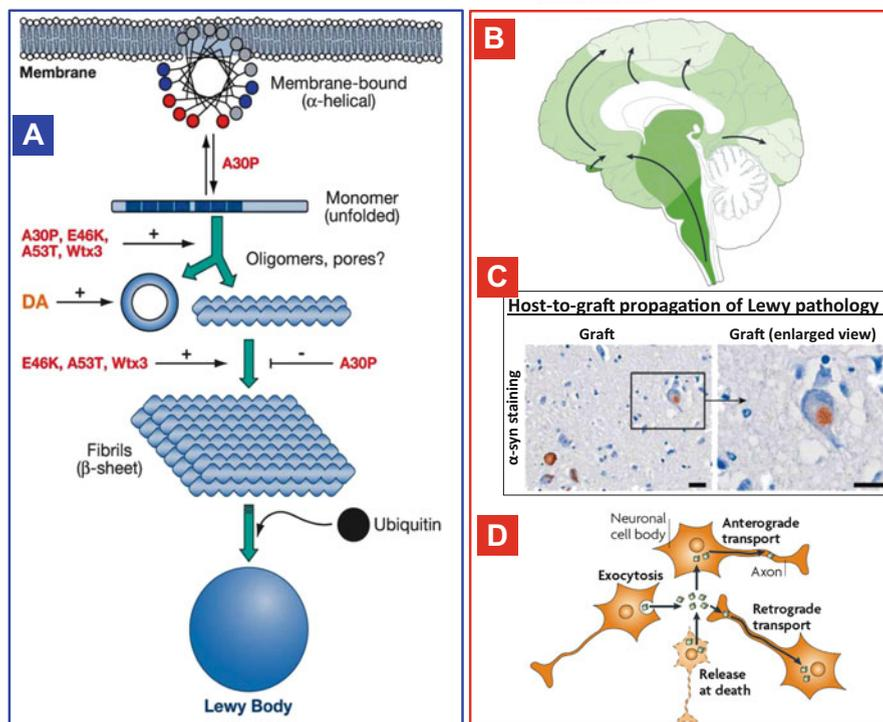 A
Membrane
Membrane-bound
(α-helical)
A30P
Monomer
(unfolded)
A30P, E46K,
A53T, Wtx3
+
Oligomers, pores?
DA
+
E46K, A53T, Wtx3
+
-
A30P
Fibrils
(β-sheet)
Ubiquitin
Lewy Body
B
C
Host-to-graft propagation of Lewy pathology
Graft
Graft (enlarged view)
α-syn staining
D
Neuronal
cell body
Anterograde
transport
Axon
Exocytosis
Retrograde
transport
Release
at death